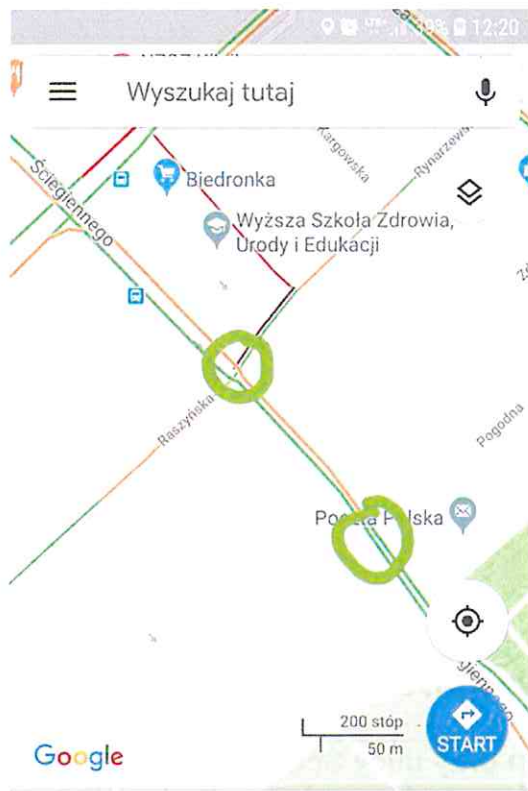 39% 12:20
Wyszukaj tutaj
Kargowska
Ściegiennego
Biedronka
Wyższa Szkoła Zdrowia,
Urody i Edukacji
Raszyńska
Pogodna
Poczta Polska
200 stóp
50 m
START
Google